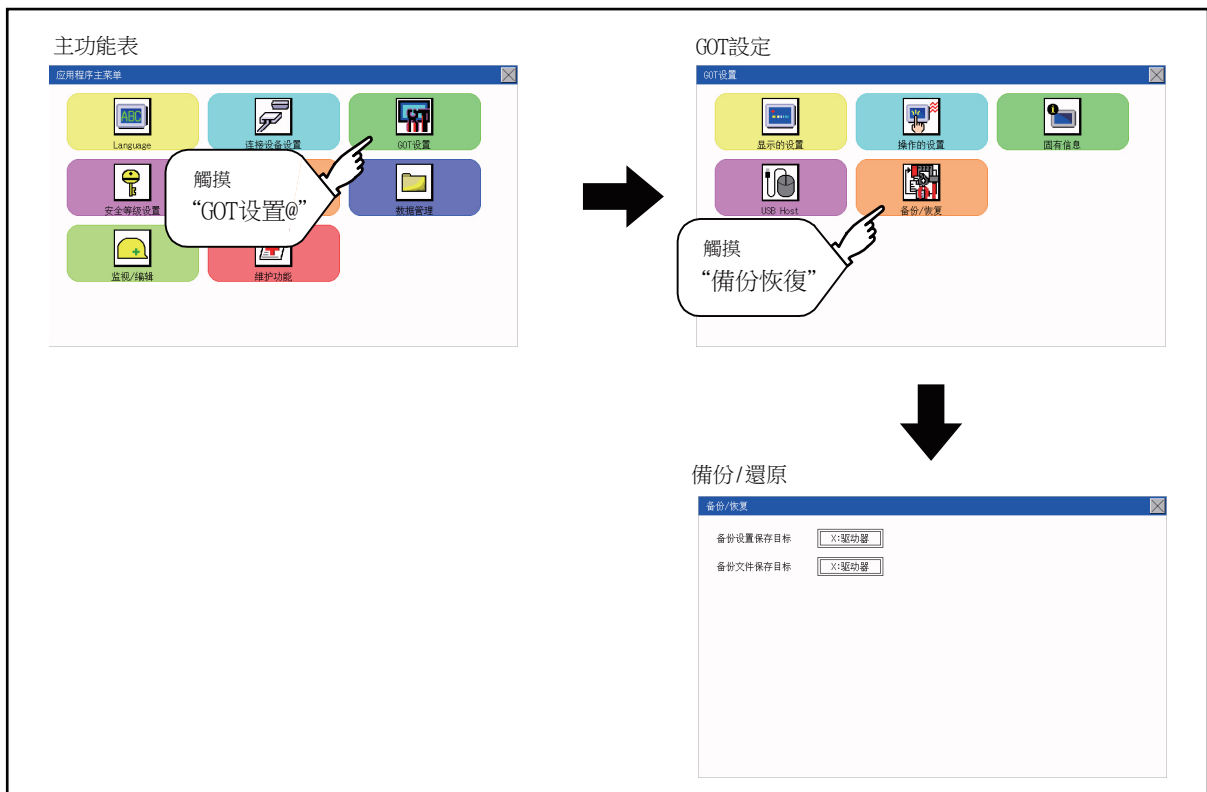 主功能表
应用程序主菜单
Language
连接设备设置
GOT设置
安全等级设置
数据管理
监视/编辑
维护功能
觸摸
“GOT设置@”
GOT設定
GOT设置
显示的设置
操作的设置
固有信息
USB Host
备份/恢复
觸摸
“備份恢復”
備份/還原
备份/恢复
备份设置保存目标 X:驱动器
备份文件保存目标 X:驱动器